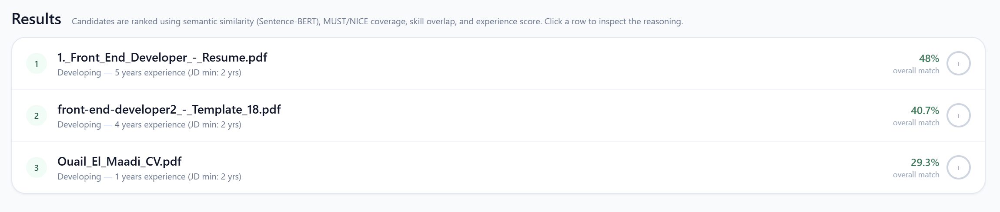 Results Candidates are ranked using semantic similarity (Sentence-BERT), MUST/NICE coverage, skill overlap, and experience score. Click a row to inspect the reasoning.
1 1._Front_End_Developer_-_Resume.pdf 48% +
Developing — 5 years experience (JD min: 2 yrs) overall match
2 front-end-developer2_-_Template_18.pdf 40.7% +
Developing — 4 years experience (JD min: 2 yrs) overall match
3 Ouail_El_Maadi_CV.pdf 29.3% +
Developing — 1 years experience (JD min: 2 yrs) overall match